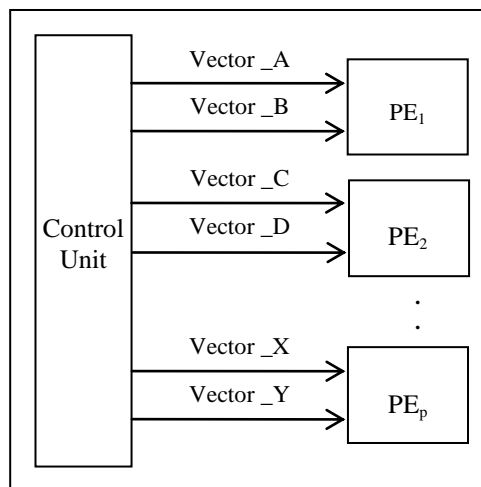 Control
Unit
Vector _A
Vector _B
PE₁
Vector _C
Vector _D
PE₂
.
.
Vector _X
Vector _Y
PEₚ